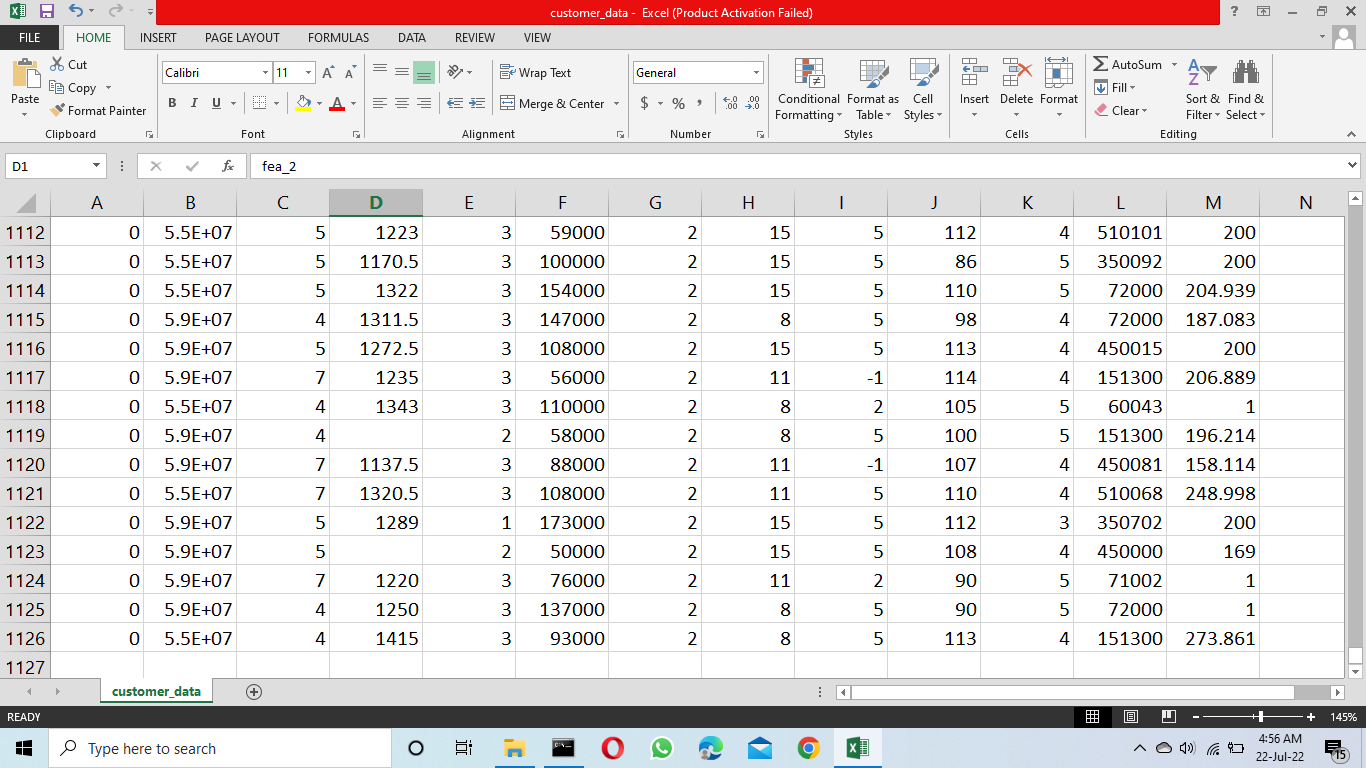 customer_data - Excel (Product Activation Failed)
FILE HOME INSERT PAGE LAYOUT FORMULAS DATA REVIEW VIEW
Paste
Cut
Copy
Format Painter
Clipboard
Calibri 11
B I U
Font
Wrap Text
Merge & Center
Alignment
General
$ % ,
Number
Conditional Formatting
Format as Table
Cell Styles
Styles
Insert Delete Format
Cells
AutoSum
Fill
Clear
Sort & Filter
Find & Select
Editing
D1 fx fea_2
A B C D E F G H I J K L M N
1112 0 5.5E+07 5 1223 3 59000 2 15 5 112 4 510101 200
1113 0 5.5E+07 5 1170.5 3 100000 2 15 5 86 5 350092 200
1114 0 5.5E+07 5 1322 3 154000 2 15 5 110 5 72000 204.939
1115 0 5.9E+07 4 1311.5 3 147000 2 8 5 98 4 72000 187.083
1116 0 5.9E+07 5 1272.5 3 108000 2 15 5 113 4 450015 200
1117 0 5.9E+07 7 1235 3 56000 2 11 -1 114 4 151300 206.889
1118 0 5.5E+07 4 1343 3 110000 2 8 2 105 5 60043 1
1119 0 5.9E+07 4 2 58000 2 8 5 100 5 151300 196.214
1120 0 5.9E+07 7 1137.5 3 88000 2 11 -1 107 4 450081 158.114
1121 0 5.5E+07 7 1320.5 3 108000 2 11 5 110 4 510068 248.998
1122 0 5.9E+07 5 1289 1 173000 2 15 5 112 3 350702 200
1123 0 5.9E+07 5 2 50000 2 15 5 108 4 450000 169
1124 0 5.9E+07 7 1220 3 76000 2 11 2 90 5 71002 1
1125 0 5.9E+07 4 1250 3 137000 2 8 5 90 5 72000 1
1126 0 5.5E+07 4 1415 3 93000 2 8 5 113 4 151300 273.861
1127
customer_data
READY 145%
Type here to search
4:56 AM
22-Jul-22
15